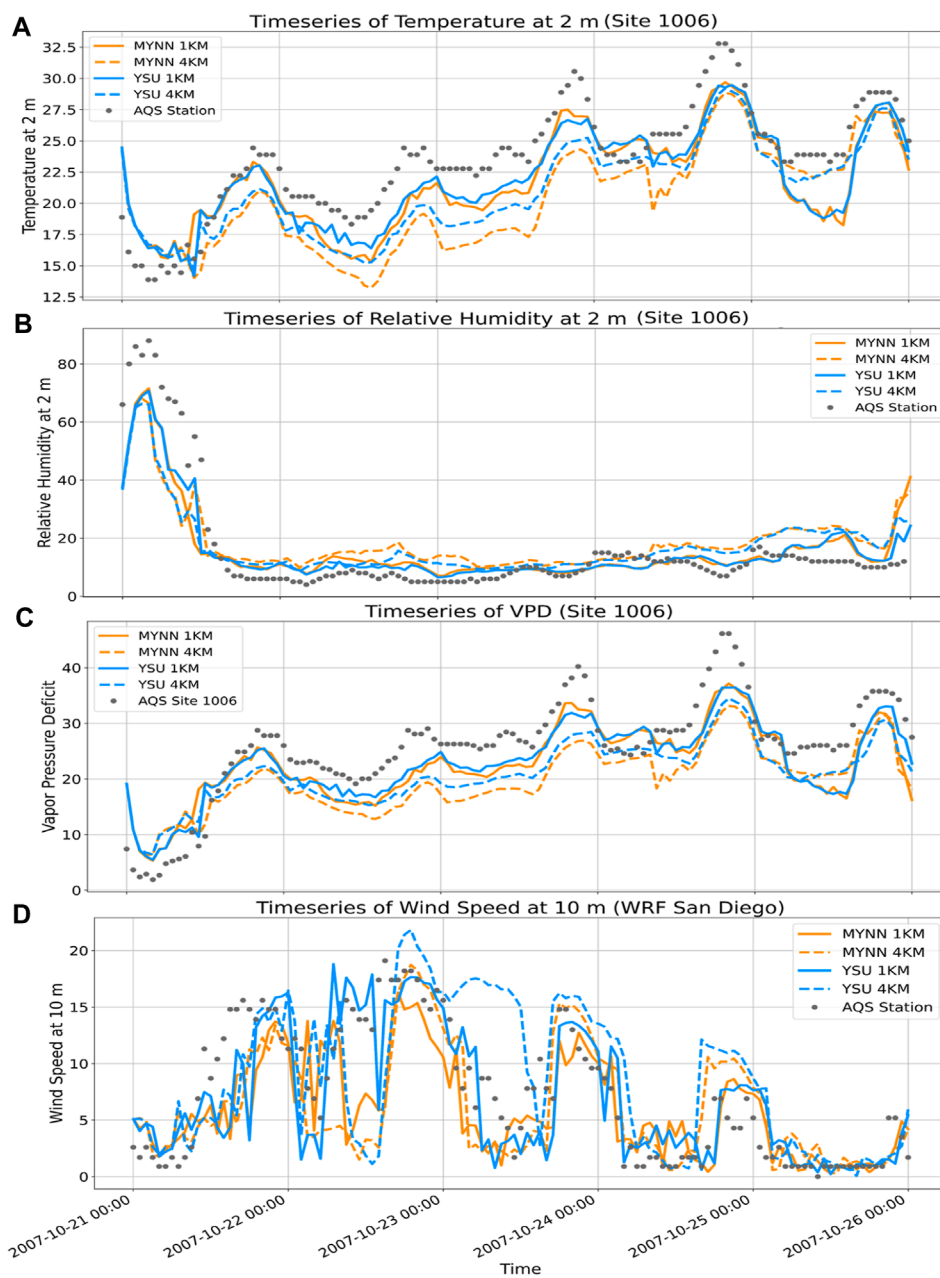 A
Timeseries of Temperature at 2 m (Site 1006)
Temperature at 2 m
32.5
30.0
27.5
25.0
22.5
20.0
17.5
15.0
12.5
MYNN 1KM
MYNN 4KM
YSU 1KM
YSU 4KM
AQS Station
B
Timeseries of Relative Humidity at 2 m (Site 1006)
Relative Humidity at 2 m
80
60
40
20
0
MYNN 1KM
MYNN 4KM
YSU 1KM
YSU 4KM
AQS Station
C
Timeseries of VPD (Site 1006)
Vapor Pressure Deficit
40
30
20
10
0
MYNN 1KM
MYNN 4KM
YSU 1KM
YSU 4KM
AQS Site 1006
D
Timeseries of Wind Speed at 10 m (WRF San Diego)
Wind Speed at 10 m
20
15
10
5
0
MYNN 1KM
MYNN 4KM
YSU 1KM
YSU 4KM
AQS Station
2007-10-21 00:00
2007-10-22 00:00
2007-10-23 00:00
2007-10-24 00:00
2007-10-25 00:00
2007-10-26 00:00
Time